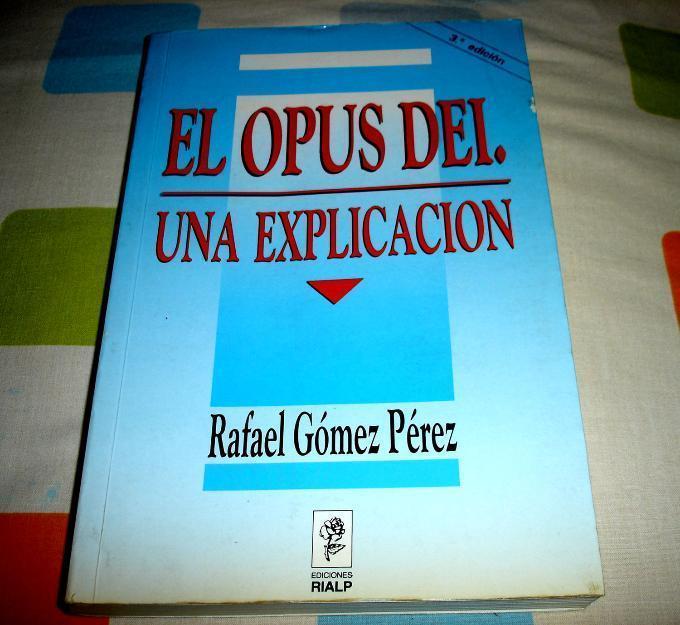 3.ª edición
EL OPUS DEI.
UNA EXPLICACION
Rafael Gómez Pérez
EDICIONES
RIALP